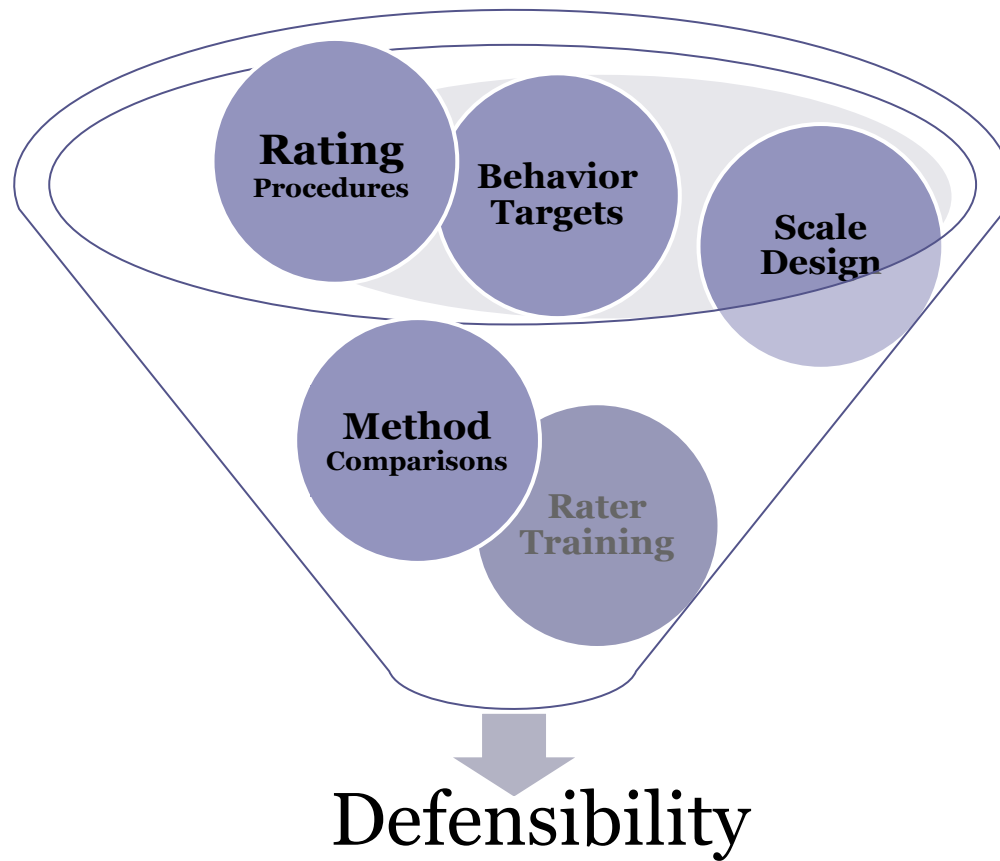 Rating
Procedures
Behavior
Targets
Scale
Design
Method
Comparisons
Rater
Training
Defensibility